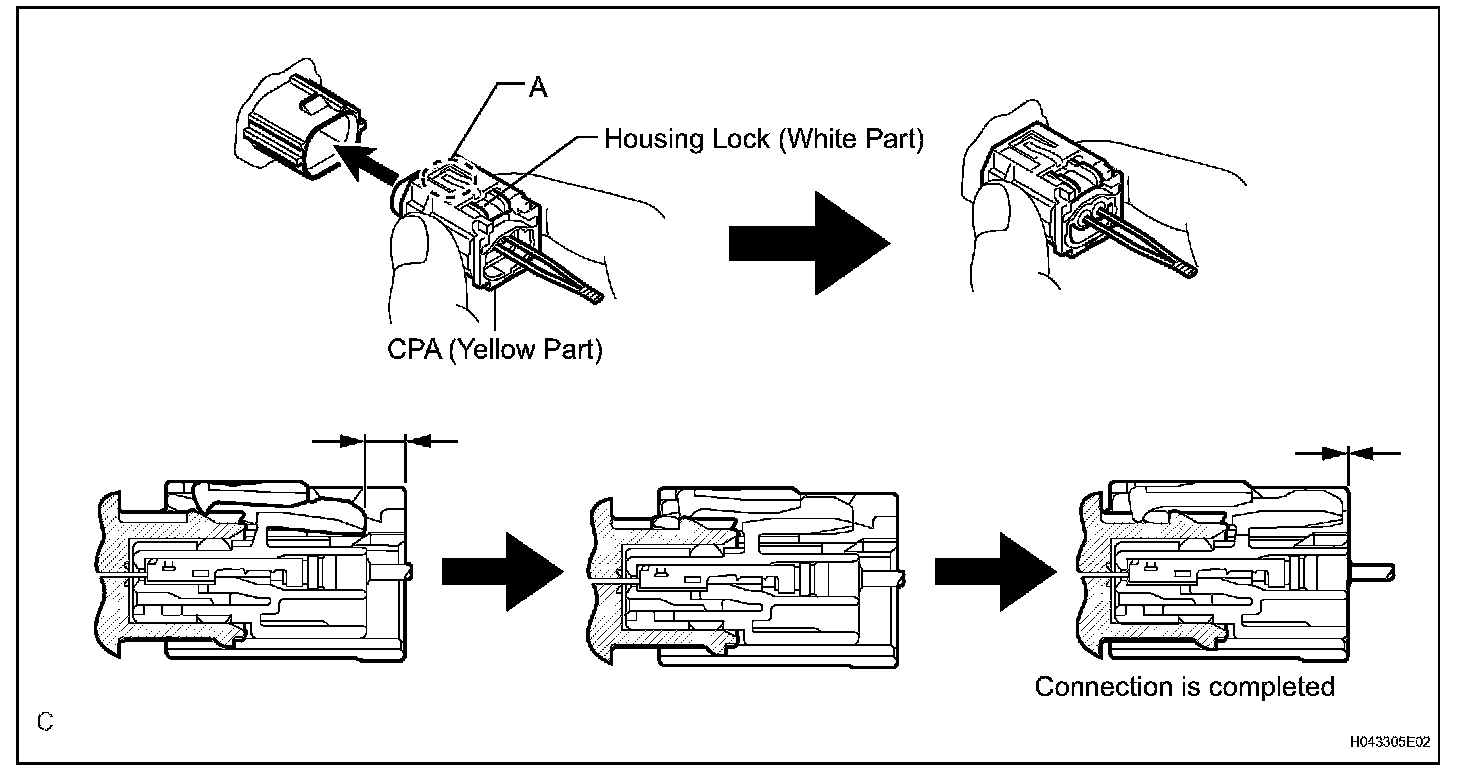 A
Housing Lock (White Part)
CPA (Yellow Part)
Connection is completed
C
H043305E02